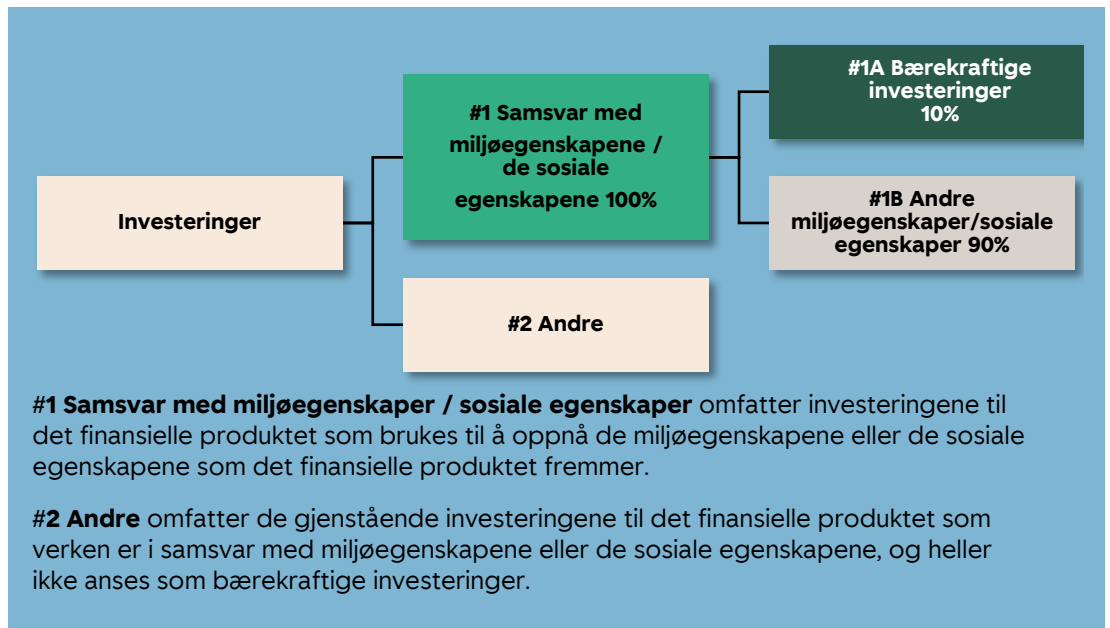 Investeringer
#1 Samsvar med
miljøegenskapene /
de sosiale
egenskapene 100%
#2 Andre
#1A Bærekraftige
investeringer
10%
#1B Andre
miljøegenskaper/sosiale
egenskaper 90%
#1 Samsvar med miljøegenskaper / sosiale egenskaper omfatter investeringene til
det finansielle produktet som brukes til å oppnå de miljøegenskapene eller de sosiale
egenskapene som det finansielle produktet fremmer.
#2 Andre omfatter de gjenstående investeringene til det finansielle produktet som
verken er i samsvar med miljøegenskapene eller de sosiale egenskapene, og heller
ikke anses som bærekraftige investeringer.